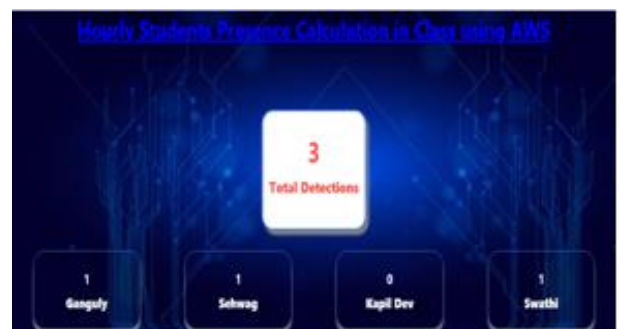 Hourly Students Presence Calculation in Class using AWS
3
Total Detections
1
Ganguly
1
Sehwag
0
Kapil Dev
1
Swathi